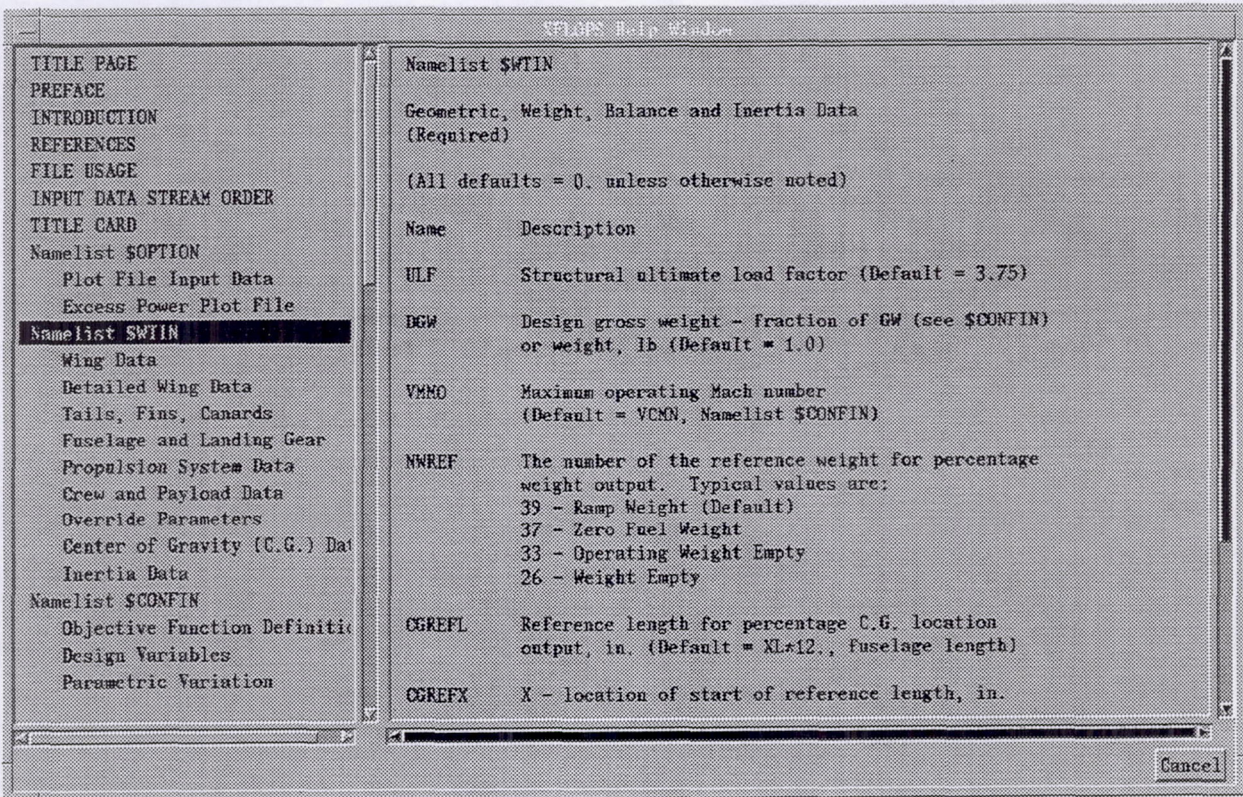 XFLOPS Help Window
TITLE PAGE
PREFACE
INTRODUCTION
REFERENCES
FILE USAGE
INPUT DATA STREAM ORDER
TITLE CARD
Namelist $OPTION
Plot File Input Data
Excess Power Plot File
Namelist $WTIN
Wing Data
Detailed Wing Data
Tails, Fins, Canards
Fuselage and Landing Gear
Propulsion System Data
Crew and Payload Data
Override Parameters
Center of Gravity (C.G.) Dat
Inertia Data
Namelist $CONFIN
Objective Function Definitio
Design Variables
Parametric Variation
Namelist $WTIN
Geometric, Weight, Balance and Inertia Data
(Required)
(All defaults = 0. unless otherwise noted)
Name Description
ULF Structural ultimate load factor (Default = 3.75)
DGW Design gross weight - fraction of GW (see $CONFIN)
or weight, lb (Default = 1.0)
VMMO Maximum operating Mach number
(Default = VCMN, Namelist $CONFIN)
NWREF The number of the reference weight for percentage
weight output. Typical values are:
39 - Ramp Weight (Default)
37 - Zero Fuel Weight
33 - Operating Weight Empty
26 - Weight Empty
CGREFL Reference length for percentage C.G. location
output, in. (Default = XL*12., fuselage length)
CGREFX X - location of start of reference length, in.
Cancel